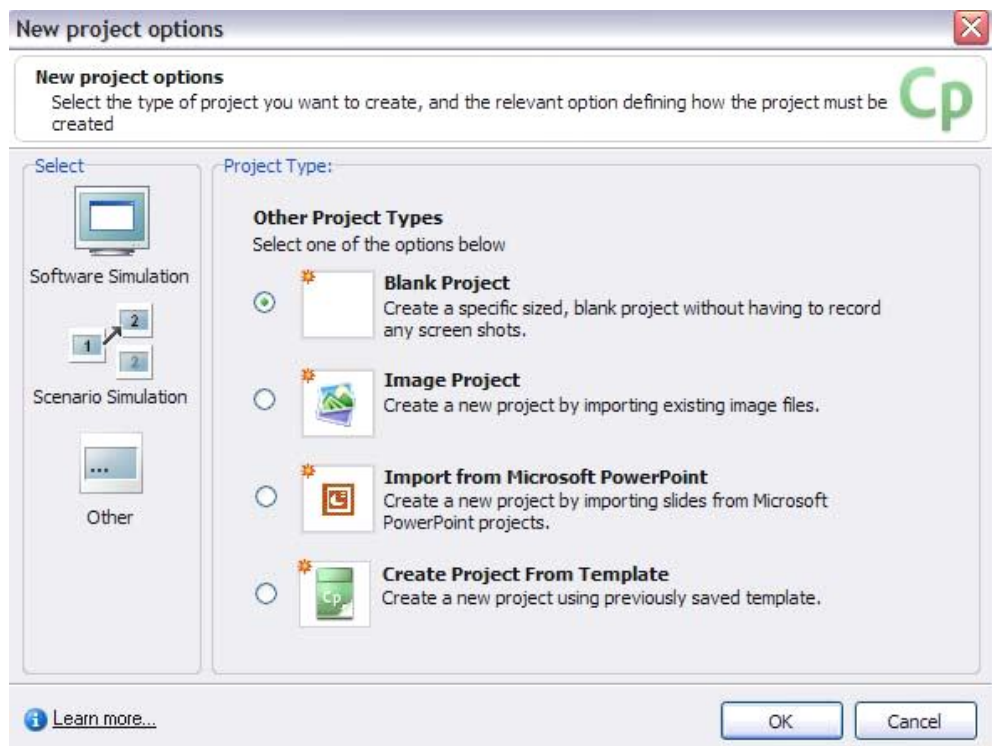 New project options
New project options
Select the type of project you want to create, and the relevant option defining how the project must be
created
Cp
Select
Software Simulation
1
2
2
Scenario Simulation
...
Other
Project Type:
Other Project Types
Select one of the options below
Blank Project
Create a specific sized, blank project without having to record
any screen shots.
Image Project
Create a new project by importing existing image files.
Import from Microsoft PowerPoint
Create a new project by importing slides from Microsoft
PowerPoint projects.
Cp
Create Project From Template
Create a new project using previously saved template.
i
Learn more...
OK
Cancel